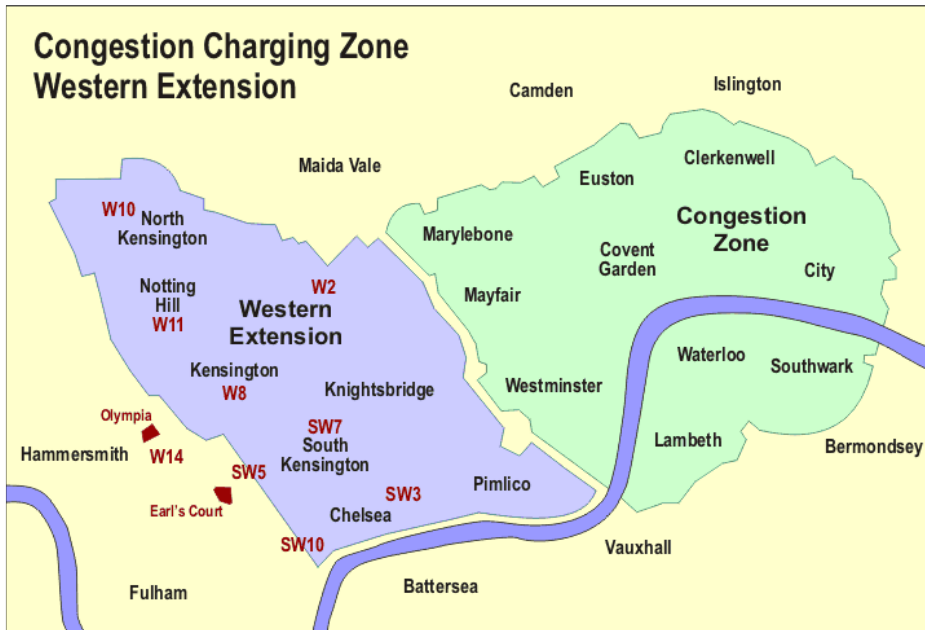 Congestion Charging Zone
Western Extension
Camden
Islington
Maida Vale
Clerkenwell
Euston
W10
North
Kensington
Marylebone
Congestion
Zone
Covent
Garden
City
Notting
Hill
W11
W2
Mayfair
Western
Extension
Kensington
W8
Knightsbridge
Westminster
Waterloo
Southwark
Olympia
Hammersmith
W14
SW7
South
Kensington
Lambeth
Bermondsey
SW5
Earl's Court
SW3
Pimlico
Chelsea
SW10
Vauxhall
Fulham
Battersea